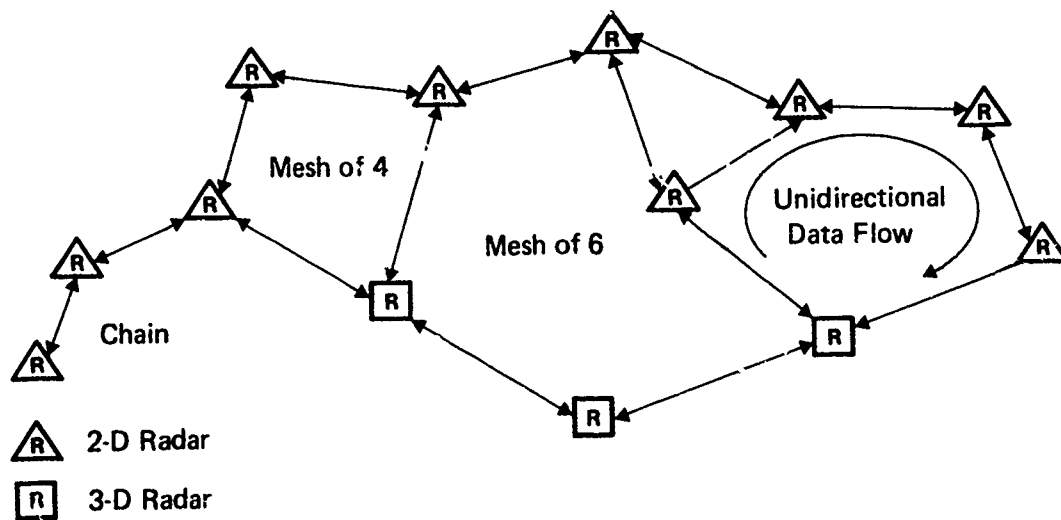 R
R
R
R
R
R
Mesh of 4
R
R
Unidirectional
Data Flow
Mesh of 6
R
R
R
Chain
R
R
R
R 2-D Radar
R 3-D Radar